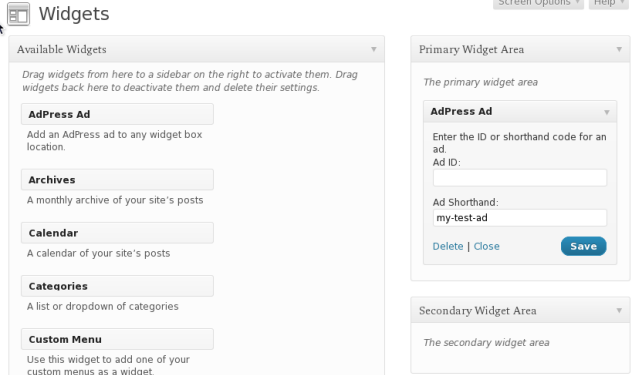 Screen Options
Help
Widgets
Available Widgets
Drag widgets from here to a sidebar on the right to activate them. Drag
widgets back here to deactivate them and delete their settings.
AdPress Ad
Add an AdPress ad to any widget box
location.
Archives
A monthly archive of your site's posts
Calendar
A calendar of your site's posts
Categories
A list or dropdown of categories
Custom Menu
Use this widget to add one of your
custom menus as a widget.
Primary Widget Area
The primary widget area
AdPress Ad
Enter the ID or shorthand code for an
ad.
Ad ID:
Ad Shorthand:
my-test-ad
Delete | Close
Save
Secondary Widget Area
The secondary widget area